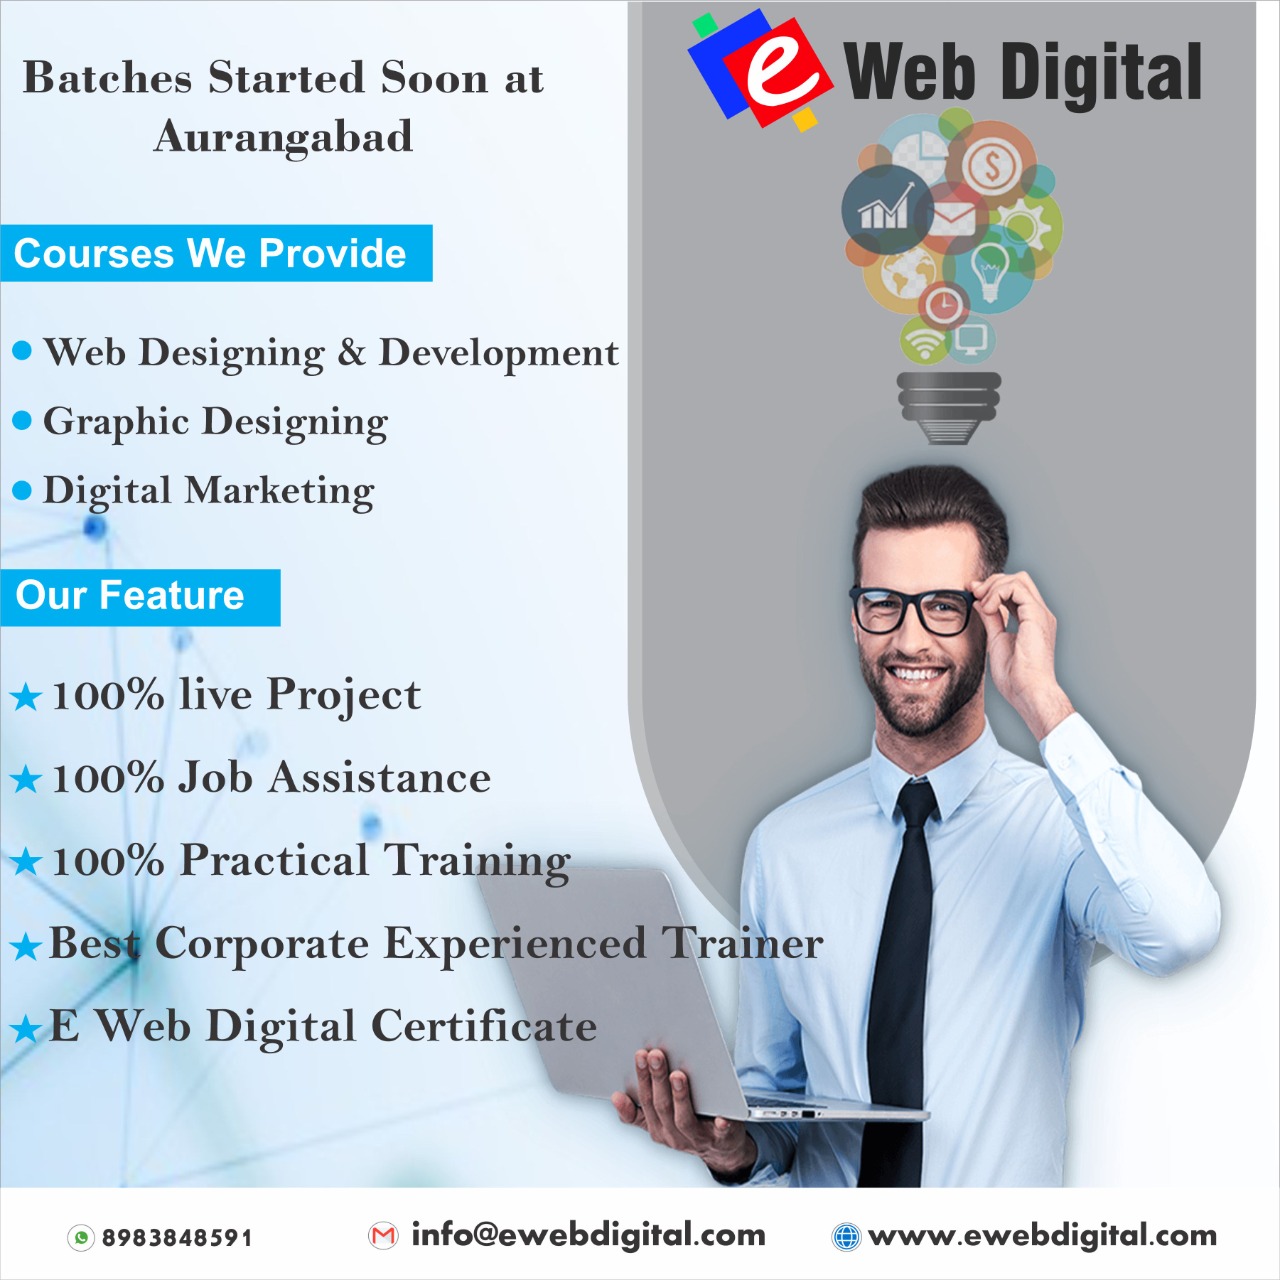 Batches Started Soon at
Aurangabad
e Web Digital
Courses We Provide
Web Designing & Development
Graphic Designing
Digital Marketing
Our Feature
100% live Project
100% Job Assistance
100% Practical Training
Best Corporate Experienced Trainer
E Web Digital Certificate
8983848591
info@ewebdigital.com
www.ewebdigital.com